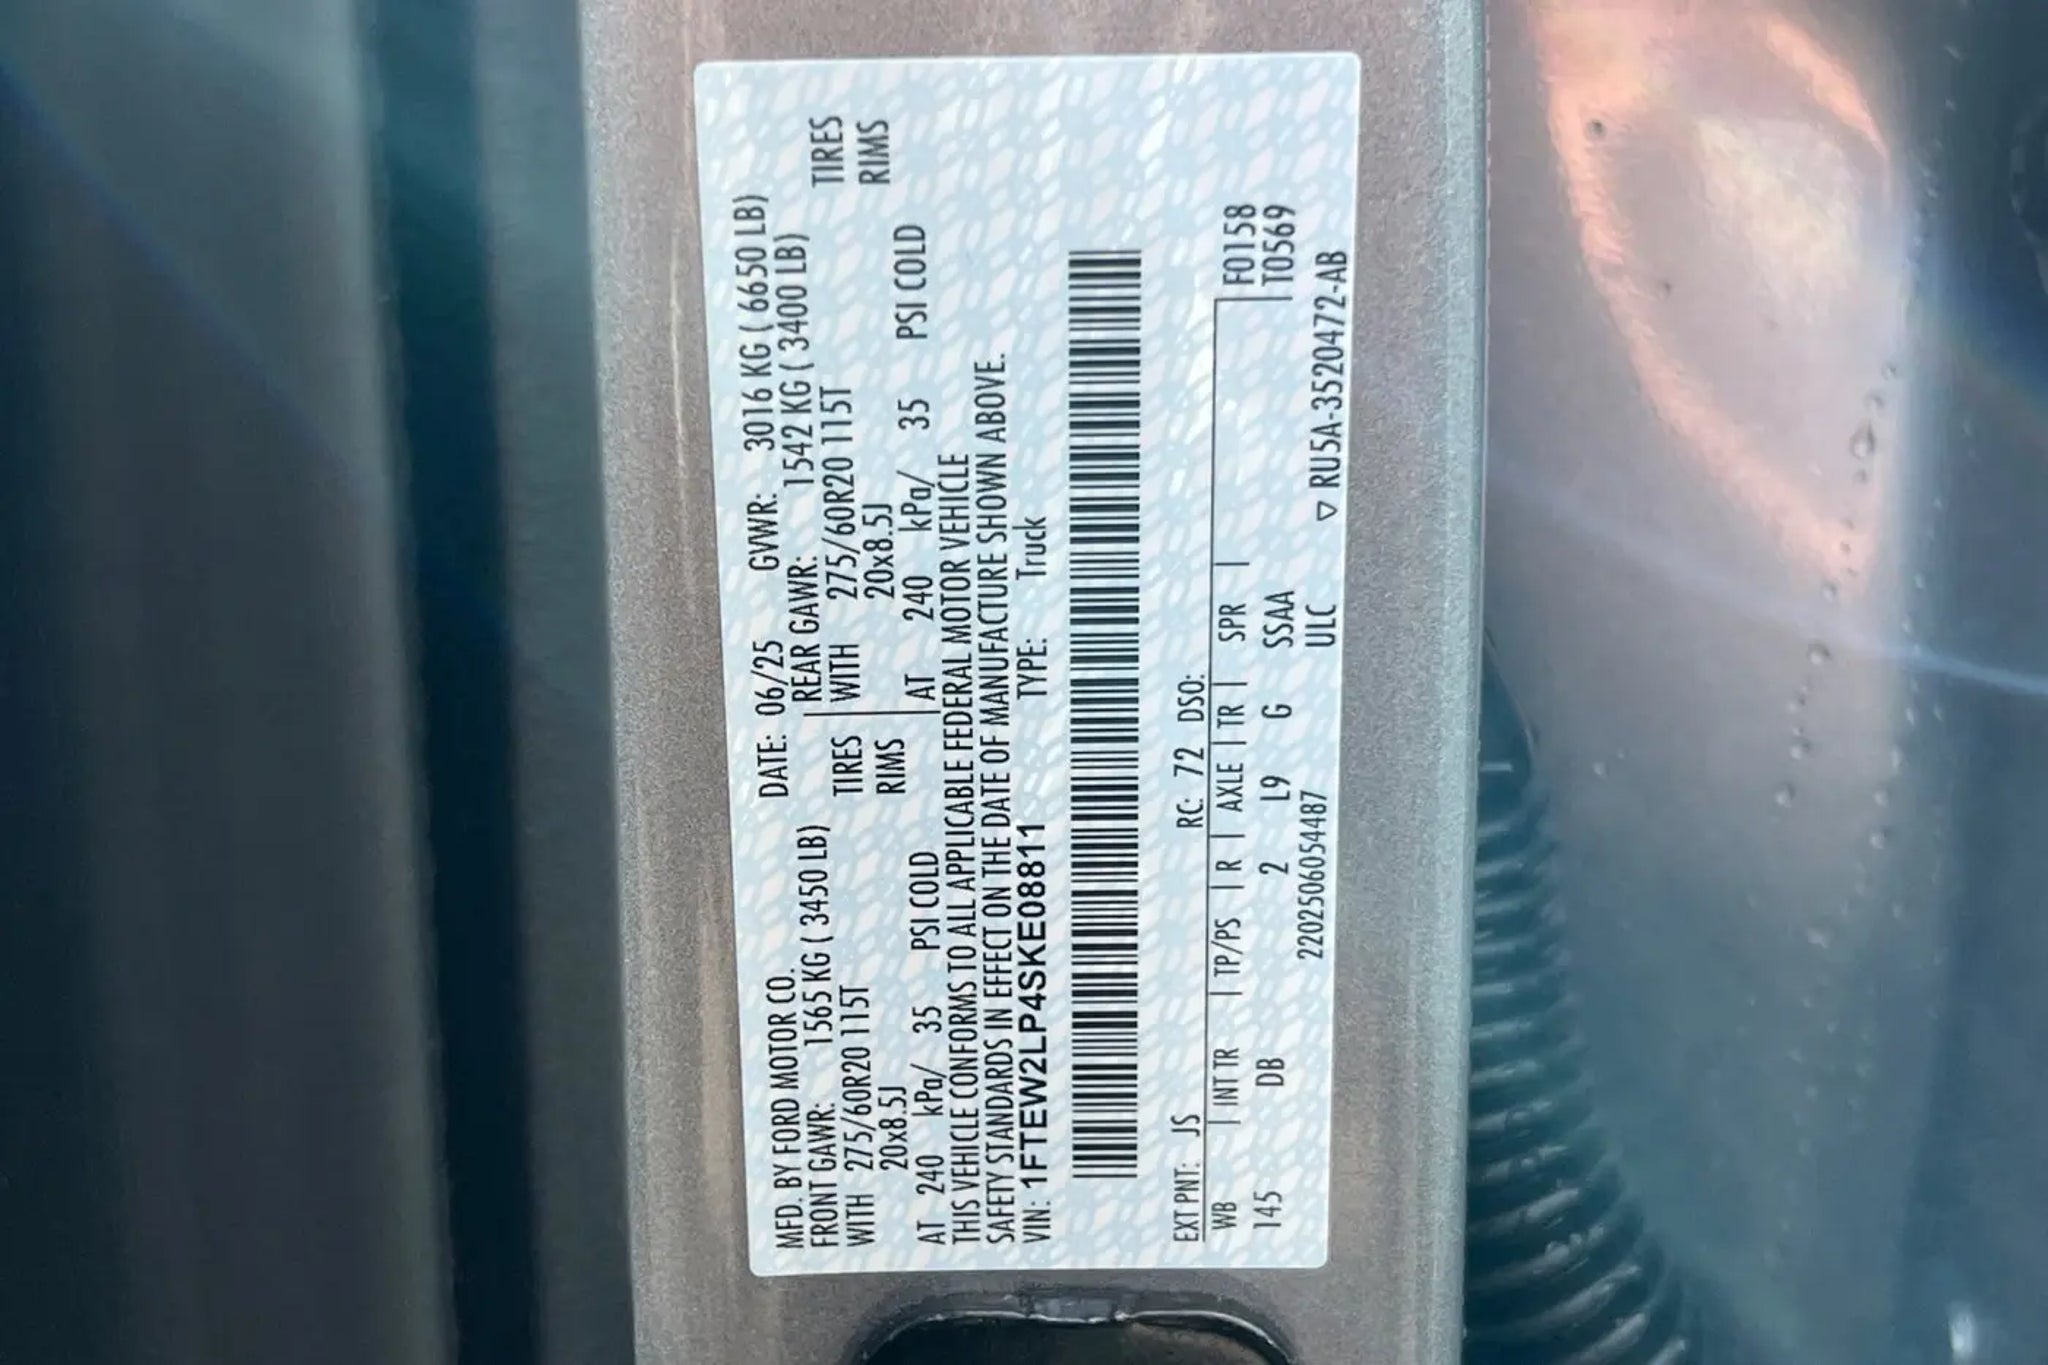 MFD. BY FORD MOTOR CO. DATE: 06/25 GVWR: 3016 KG ( 6650 LB)
FRONT GAWR: 1565 KG ( 3450 LB) REAR GAWR: 1542 KG ( 3400 LB)
WITH 275/60R20 115T TIRES WITH 275/60R20 115T TIRES
20x8.5J RIMS 20x8.5J RIMS
AT 240 kPa/ 35 PSI COLD AT 240 kPa/ 35 PSI COLD
THIS VEHICLE CONFORMS TO ALL APPLICABLE FEDERAL MOTOR VEHICLE
SAFETY STANDARDS IN EFFECT ON THE DATE OF MANUFACTURE SHOWN ABOVE.
VIN: 1FTEW2LP4SKE08811 TYPE: Truck
EXT PNT: JS RC: 72 DSO:
WB | INT TR | TP/PS | R | AXLE | TR | SPR | F0158
145 DB 2 L9 G SSAA T0569
2202506054487 ULC ▽ RU5A-3520472-AB